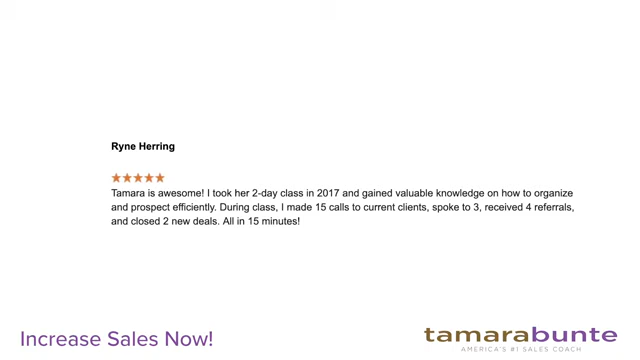 Ryne Herring
Tamara is awesome! I took her 2-day class in 2017 and gained valuable knowledge on how to organize
and prospect efficiently. During class, I made 15 calls to current clients, spoke to 3, received 4 referrals,
and closed 2 new deals. All in 15 minutes!
Increase Sales Now!
tamarabunte
AMERICA'S #1 SALES COACH